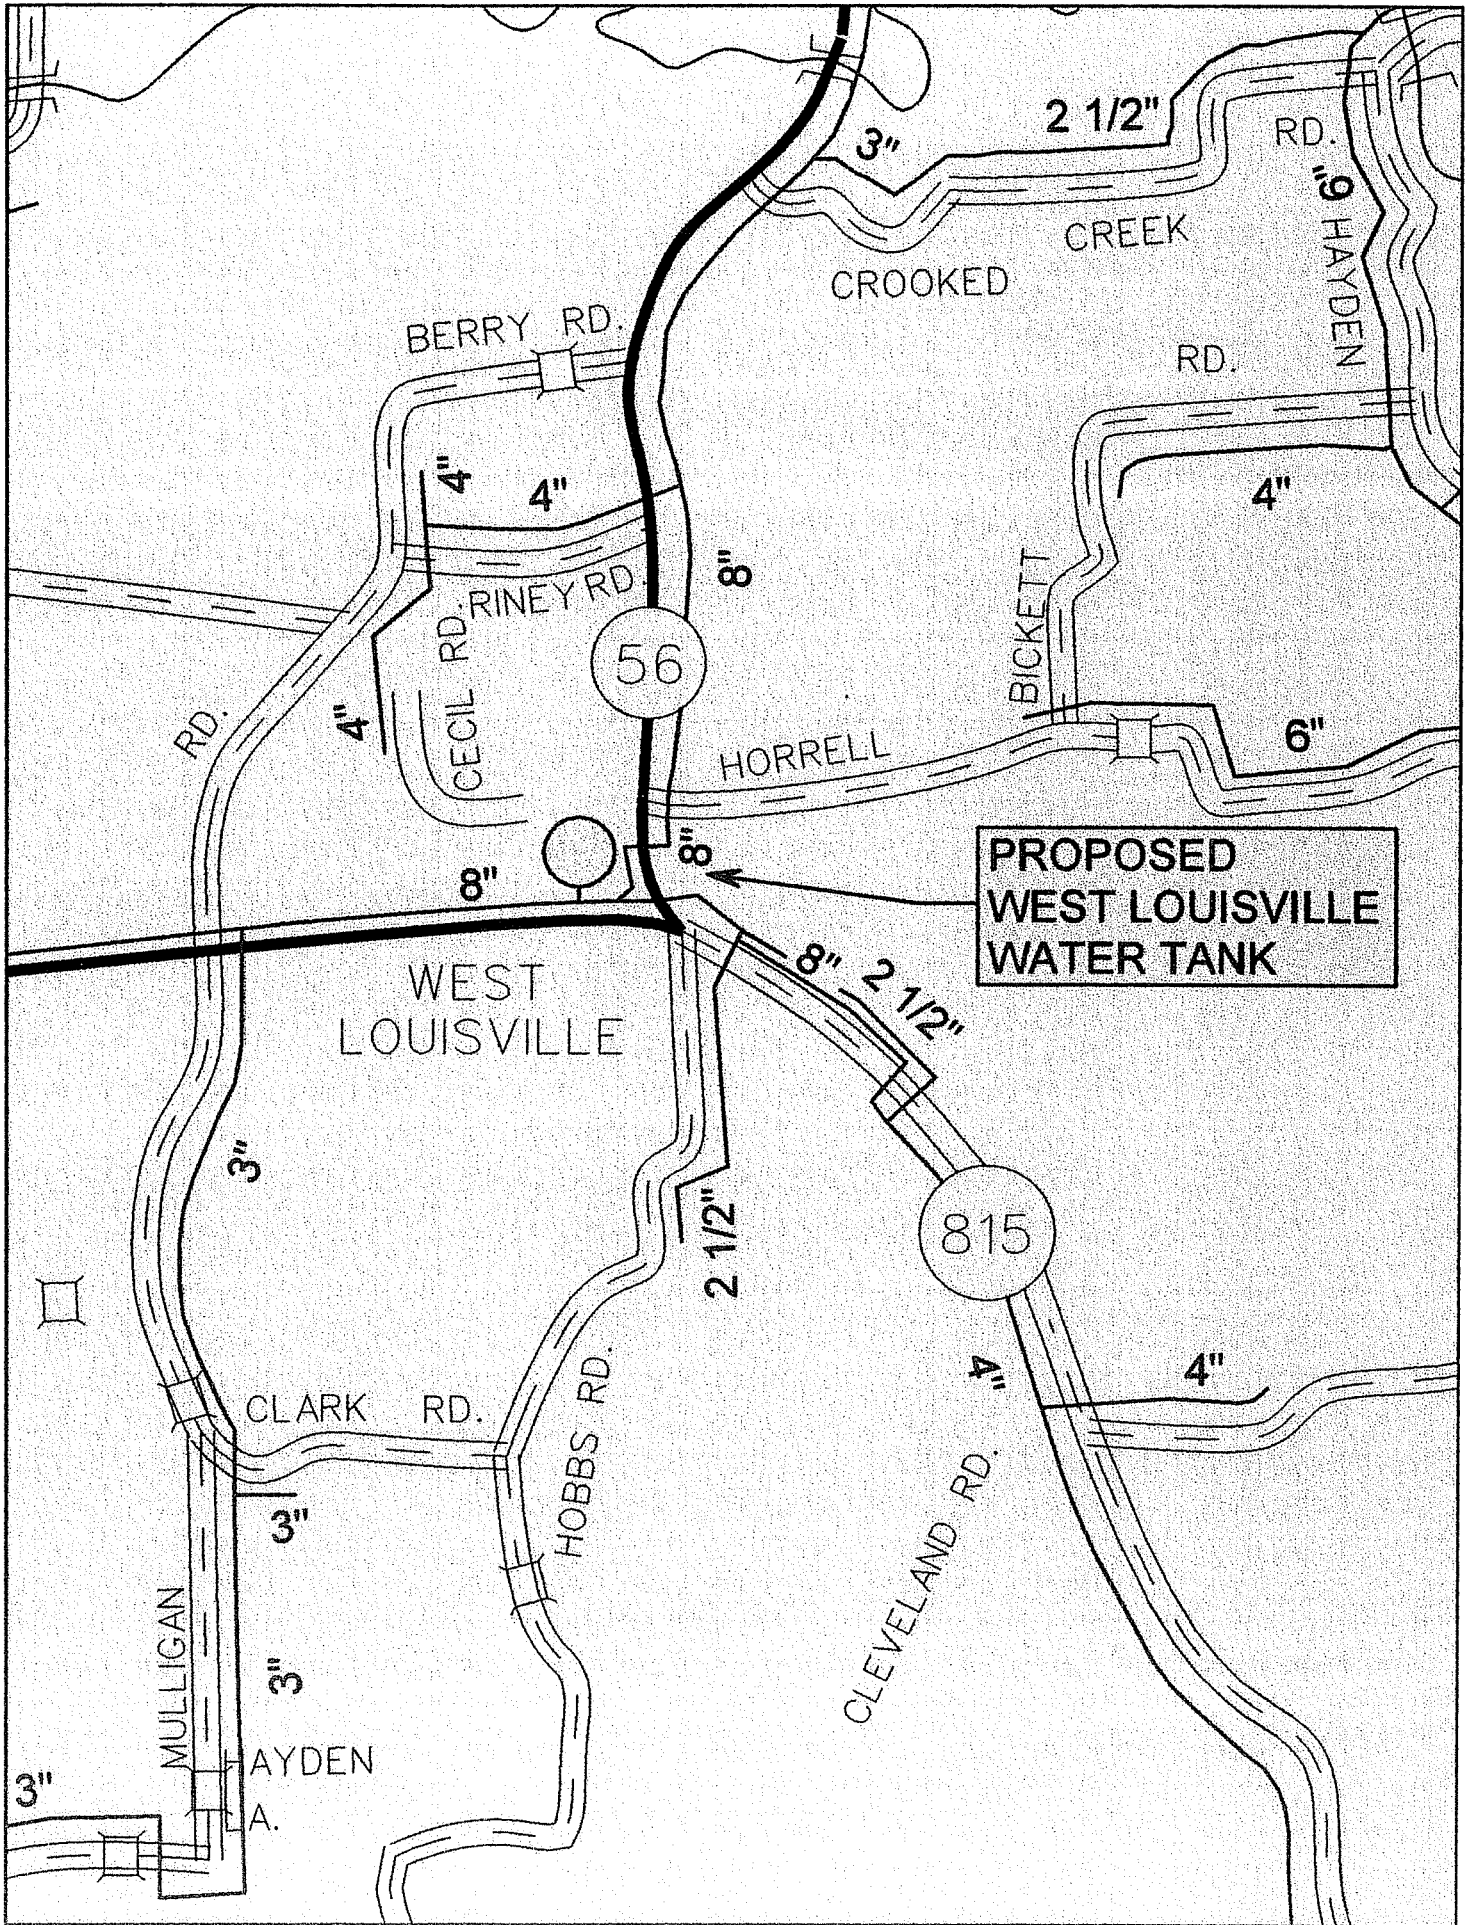 2 1/2"
3"
RD.
6"
HAYDEN
CREEK
CROOKED
BERRY RD.
RD.
4"
4"
4"
8"
RINEY RD.
BICKETT
CECIL RD.
56
4"
RD.
HORRELL
6"
8"
8"
PROPOSED
WEST LOUISVILLE
WATER TANK
WEST
LOUISVILLE
8"
2 1/2"
3"
2 1/2"
815
4"
4"
CLARK RD.
HOBBS RD.
3"
CLEVELAND RD.
MULLIGAN
3"
AYDEN
3"
A.